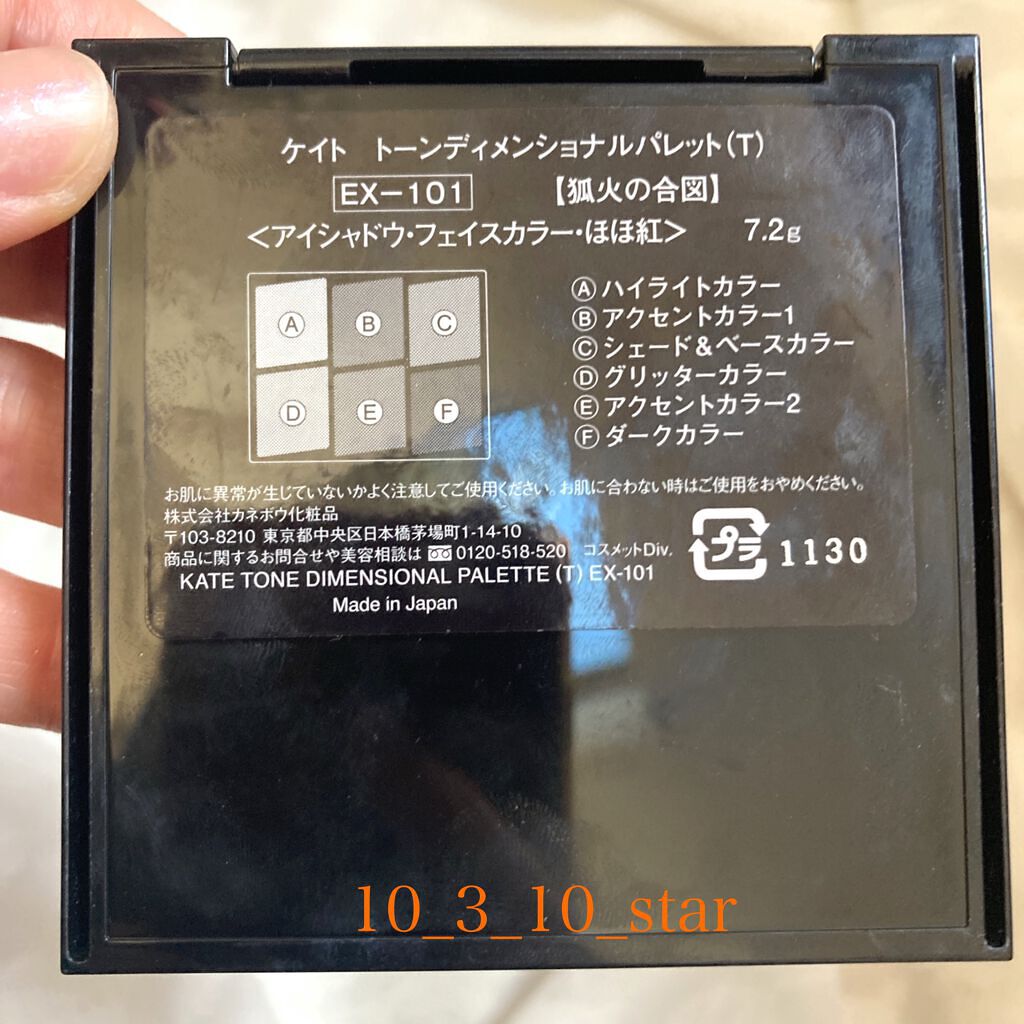 ケイト トーンディメンショナルパレット(T)
EX-101 【狐火の合図】
<アイシャドウ・フェイスカラー・ほほ紅> 7.2g
A B C
D E F
Ⓐハイライトカラー
Ⓑアクセントカラー1
Ⓒシェード&ベースカラー
Ⓓグリッターカラー
Ⓔアクセントカラー2
Ⓕダークカラー
お肌に異常が生じていないかよく注意してご使用ください。お肌に合わない時はご使用をおやめください。
株式会社カネボウ化粧品
〒103-8210 東京都中央区日本橋茅場町1-14-10
商品に関するお問合せや美容相談は 0120-518-520 コスメットDiv.
プラ 1130
KATE TONE DIMENSIONAL PALETTE (T) EX-101
Made in Japan
10_3_10_star